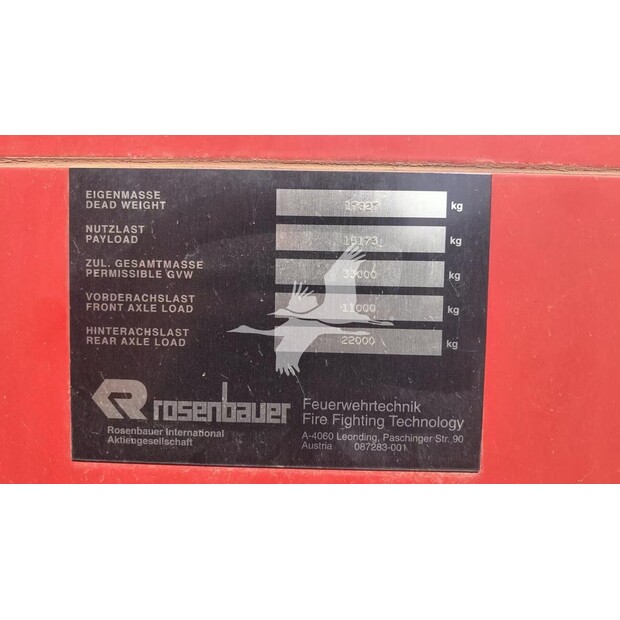 EIGENMASSE
DEAD WEIGHT 17827 kg
NUTZLAST
PAYLOAD 15173 kg
ZUL. GESAMTMASSE
PERMISSIBLE GVW 33000 kg
VORDERACHSLAST
FRONT AXLE LOAD 11000 kg
HINTERACHSLAST
REAR AXLE LOAD 22000 kg
R rosenbauer
Rosenbauer International
Aktiengesellschaft
Feuerwehrtechnik
Fire Fighting Technology
A-4060 Leonding, Paschinger Str. 90
Austria 087283-001